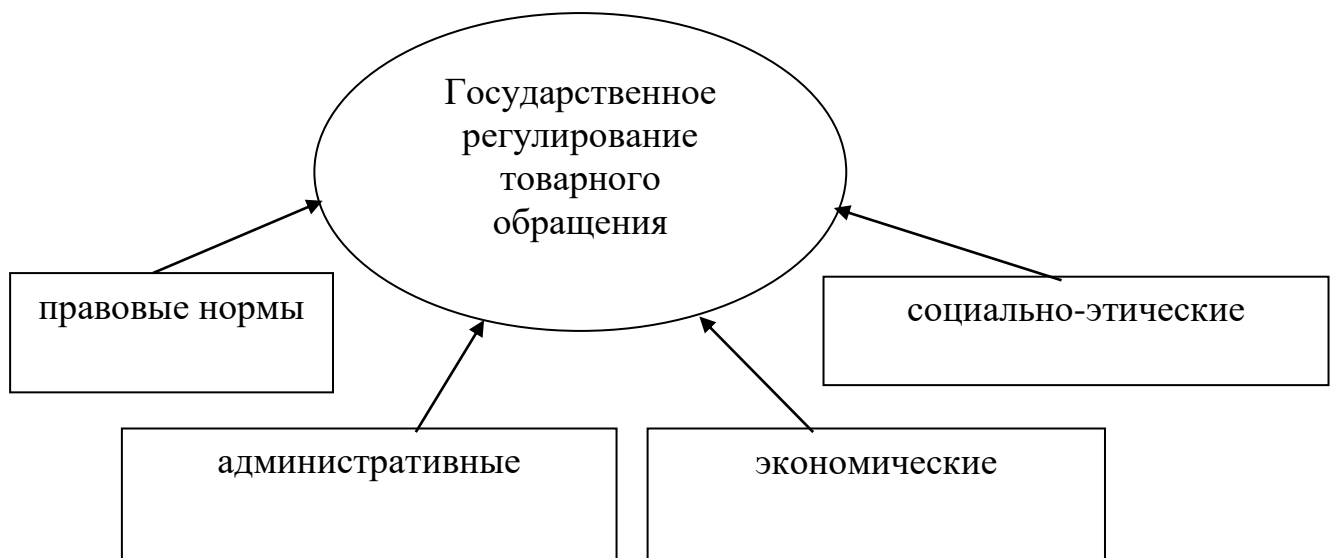 Государственное
регулирование
товарного
обращения
правовые нормы
социально-этические
административные
экономические